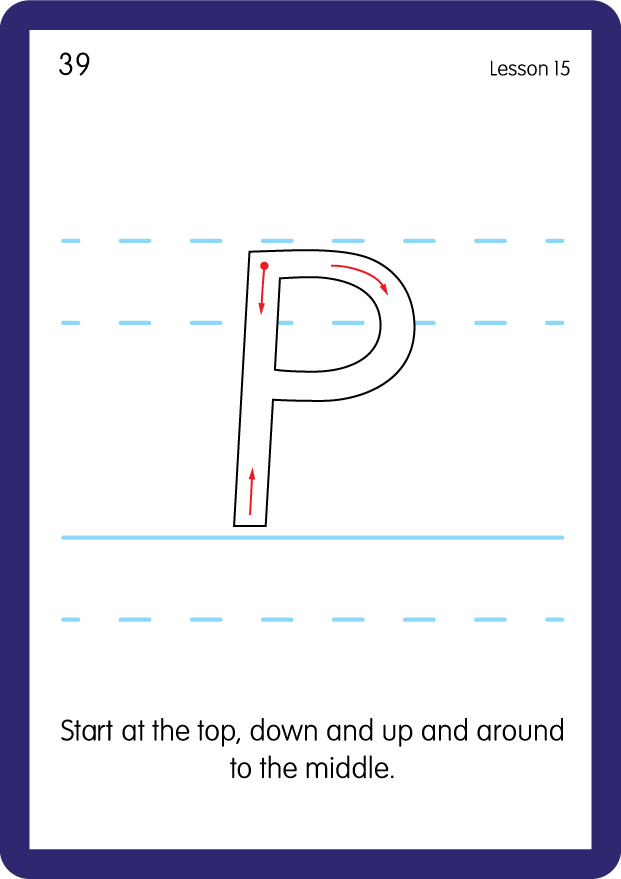 39
Lesson 15
P
Start at the top, down and up and around
to the middle.